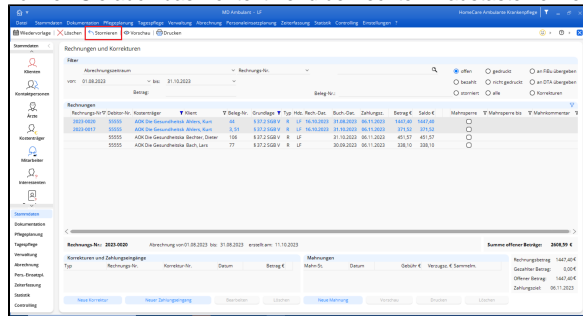 MD Ambulant - LF
HomeCare Ambulante Krankenpflege
Datei Stammdaten Dokumentation Pflegeplanung Tagespflege Verwaltung Abrechnung Personaleinsatzplanung Zeiterfassung Statistik Controlling Einstellungen ?
Wiedervorlage Löschen Stornieren Vorschau Drucken
Stammdaten
Rechnungen und Korrekturen
Filter
Abrechnungszentrum Rechnungs-Nr.
von: 01.08.2023 bis: 31.10.2023
Betrag: Beleg-Nr.:
offen gedruckt an FiBu übergeben
bezahlt nicht gedruckt an DTA übergeben
storniert alle Korrekturen
Klienten
Kontaktpersonen
Ärzte
Kostenträger
Mitarbeiter
Interessenten
Rechnungen
Rechnungs-Nr Debitor-Nr. Kostenträger Klient Beleg-Nr. Grundlage Typ Hdz. Rech.-Dat. Buch.-Dat. Zahlungsz. Betrag € Saldo € Mahnsperre Mahnsperre bis Mahnkommentar
2023-0020 55555 AOK Die Gesundheitsk Ahlers, Kurt 44 § 37.2 SGB V R LF 16.10.2023 31.08.2023 06.11.2023 1447,40 1447,40
2023-0017 55555 AOK Die Gesundheitsk Ahlers, Kurt 3, 51 § 37.2 SGB V R LF 16.10.2023 31.10.2023 06.11.2023 371,52 371,52
55555 AOK Die Gesundheitsk Bechter, Dieter 106 § 37.2 SGB V R LF 31.10.2023 06.11.2023 451,57 451,57
55555 AOK Die Gesundheitsk Bach, Lars 77 § 37.2 SGB V R LF 30.09.2023 06.11.2023 338,10 338,10
Stammdaten
Dokumentation
Pflegeplanung
Tagespflege
Verwaltung
Abrechnung
Pers.-Einsatzpl.
Zeiterfassung
Statistik
Controlling
Rechnungs-Nr.: 2023-0020 Abrechnung von 01.08.2023 bis: 31.08.2023 erstellt am: 11.10.2023 Summe offener Beträge: 2608,59 €
Korrekturen und Zahlungseingänge
Typ Rechnungs-Nr. Korrektur-Nr. Datum Betrag €
Neue Korrektur Neuer Zahlungseingang Bearbeiten Löschen
Mahnungen
Mahn-St. Datum Gebühr € Verzugsz. € Sammelm.
Neue Mahnung Vorschau Drucken Löschen
Rechnungsbetrag 1447,40 €
Gezahlter Betrag: 0,00 €
Offener Betrag: 1447,40 €
Zahlungsziel: 06.11.2023